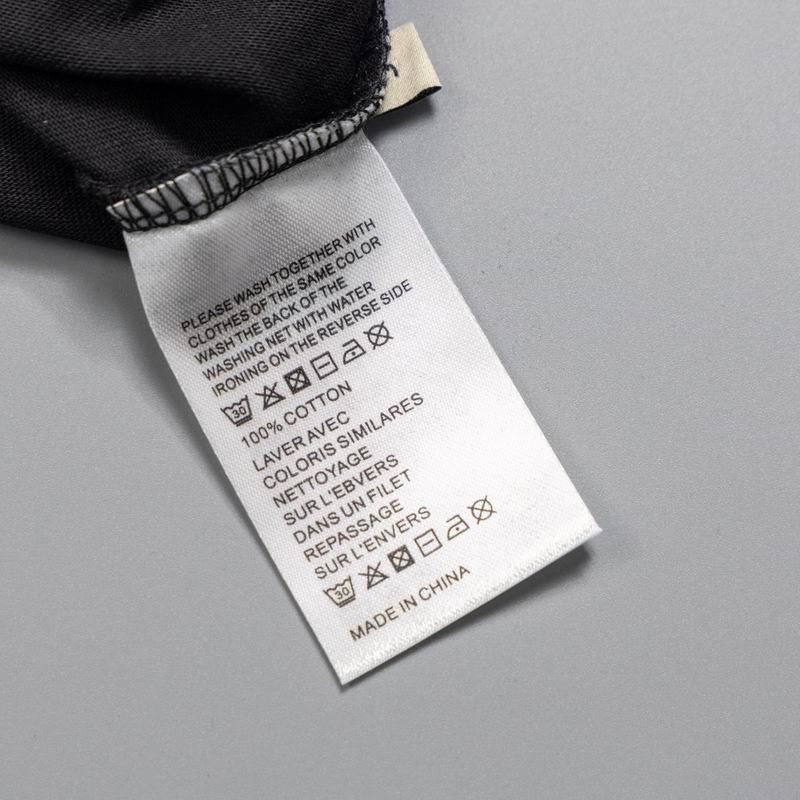 PLEASE WASH TOGETHER WITH
CLOTHES OF THE SAME COLOR
WASH THE BACK OF THE
WASHING NET WITH WATER
IRONING ON THE REVERSE SIDE
30
100% COTTON
LAVER AVEC
COLORIS SIMILARES
NETTOYAGE
SUR L'EBVERS
DANS UN FILET
REPASSAGE
SUR L'ENVERS
30
MADE IN CHINA